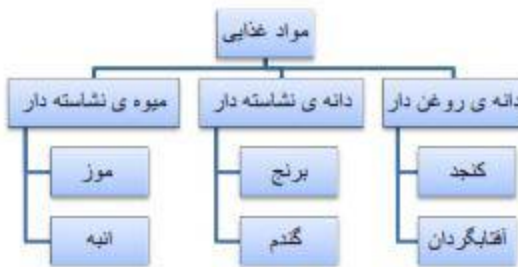 مواد غذایی
دانه ی روغن دار
دانه ی نشاسته دار
میوه ی نشاسته دار
کنجد
برنج
موز
آفتابگردان
گندم
انبه